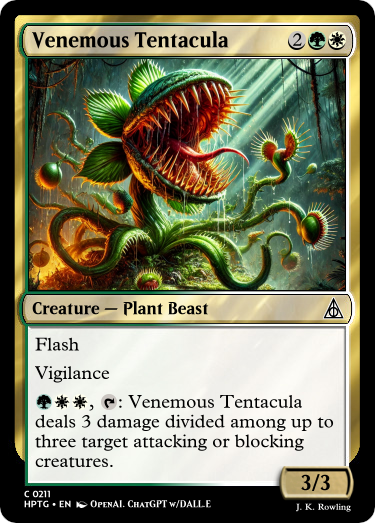 Venemous Tentacula 2
Creature — Plant Beast
Flash
Vigilance
, : Venemous Tentacula
deals 3 damage divided among up to
three target attacking or blocking
creatures.
3/3
C 0211
HPTG • EN OpenAI. ChatGPT w/DALL.E
J. K. Rowling